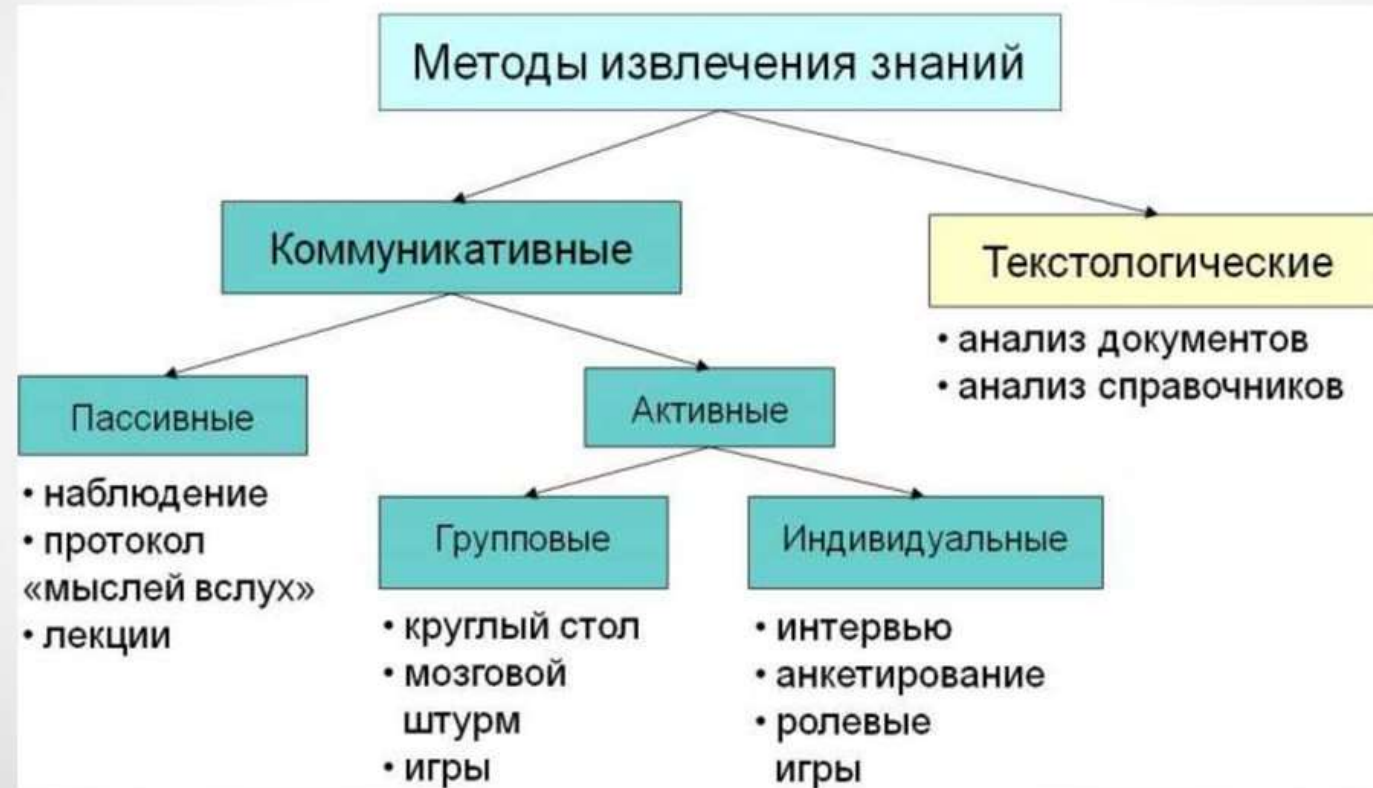 Методы извлечения знаний
Коммуникативные
Текстологические
• анализ документов
• анализ справочников
Пассивные
• наблюдение
• протокол
«мыслей вслух»
• лекции
Активные
Групповые
• круглый стол
• мозговой
штурм
• игры
Индивидуальные
• интервью
• анкетирование
• ролевые
игры